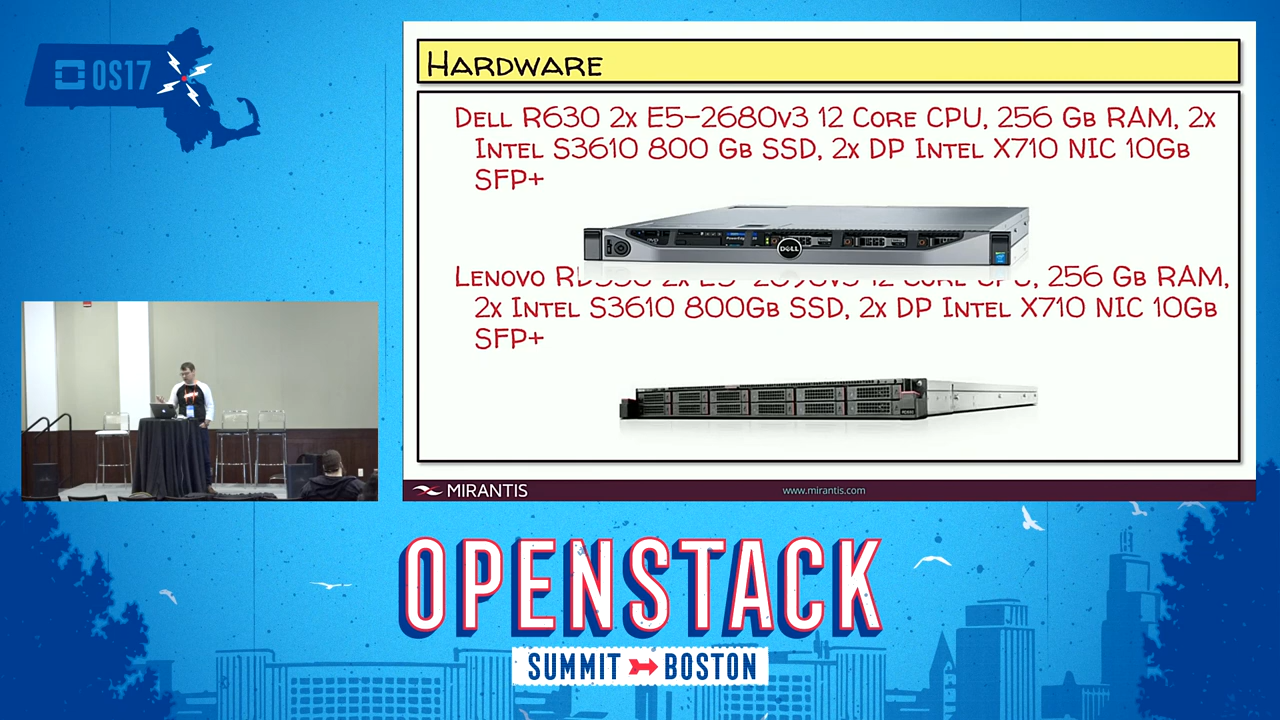 OS17
HARDWARE
DELL R630 2X E5-2680V3 12 CORE CPU, 256 GB RAM, 2X
INTEL S3610 800 GB SSD, 2X DP INTEL X710 NIC 10GB
SFP+
DELL
LENOVO 256 GB RAM,
2X INTEL S3610 800GB SSD, 2X DP INTEL X710 NIC 10GB
SFP+
MIRANTIS
www.mirantis.com
OPENSTACK
SUMMIT BOSTON